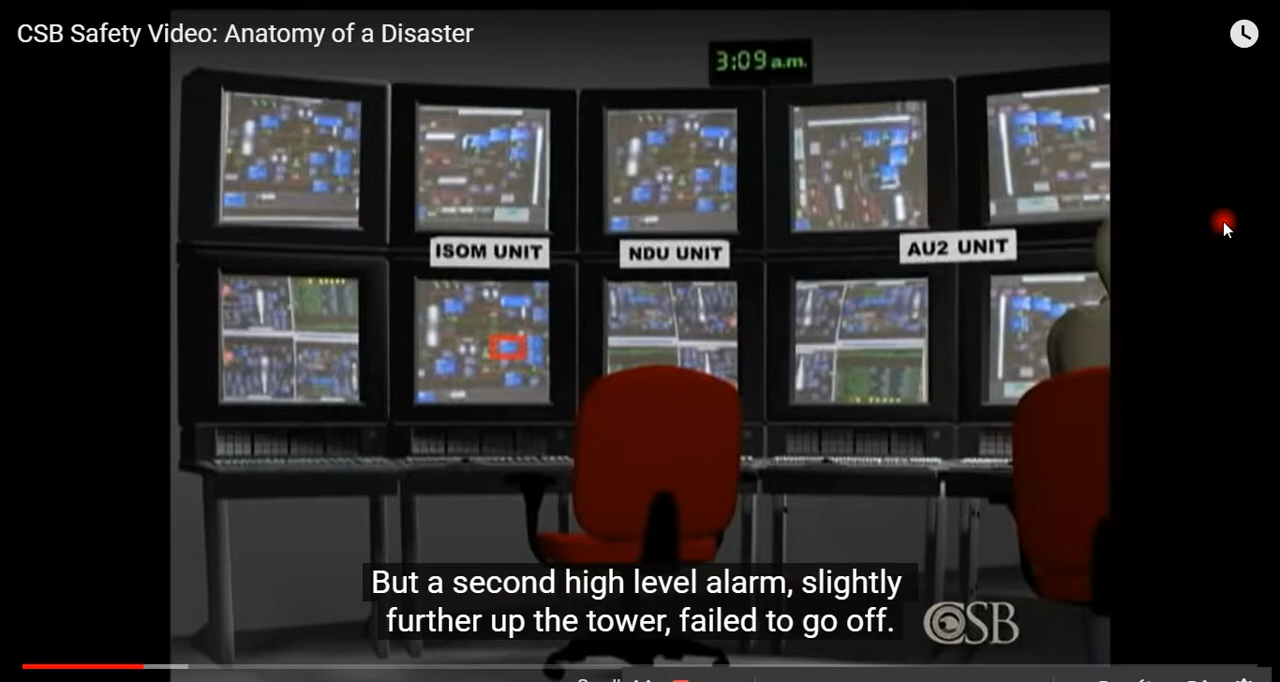 CSB Safety Video: Anatomy of a Disaster
3:09 a.m.
ISOM UNIT
NDU UNIT
AU2 UNIT
But a second high level alarm, slightly
further up the tower, failed to go off.
CSB